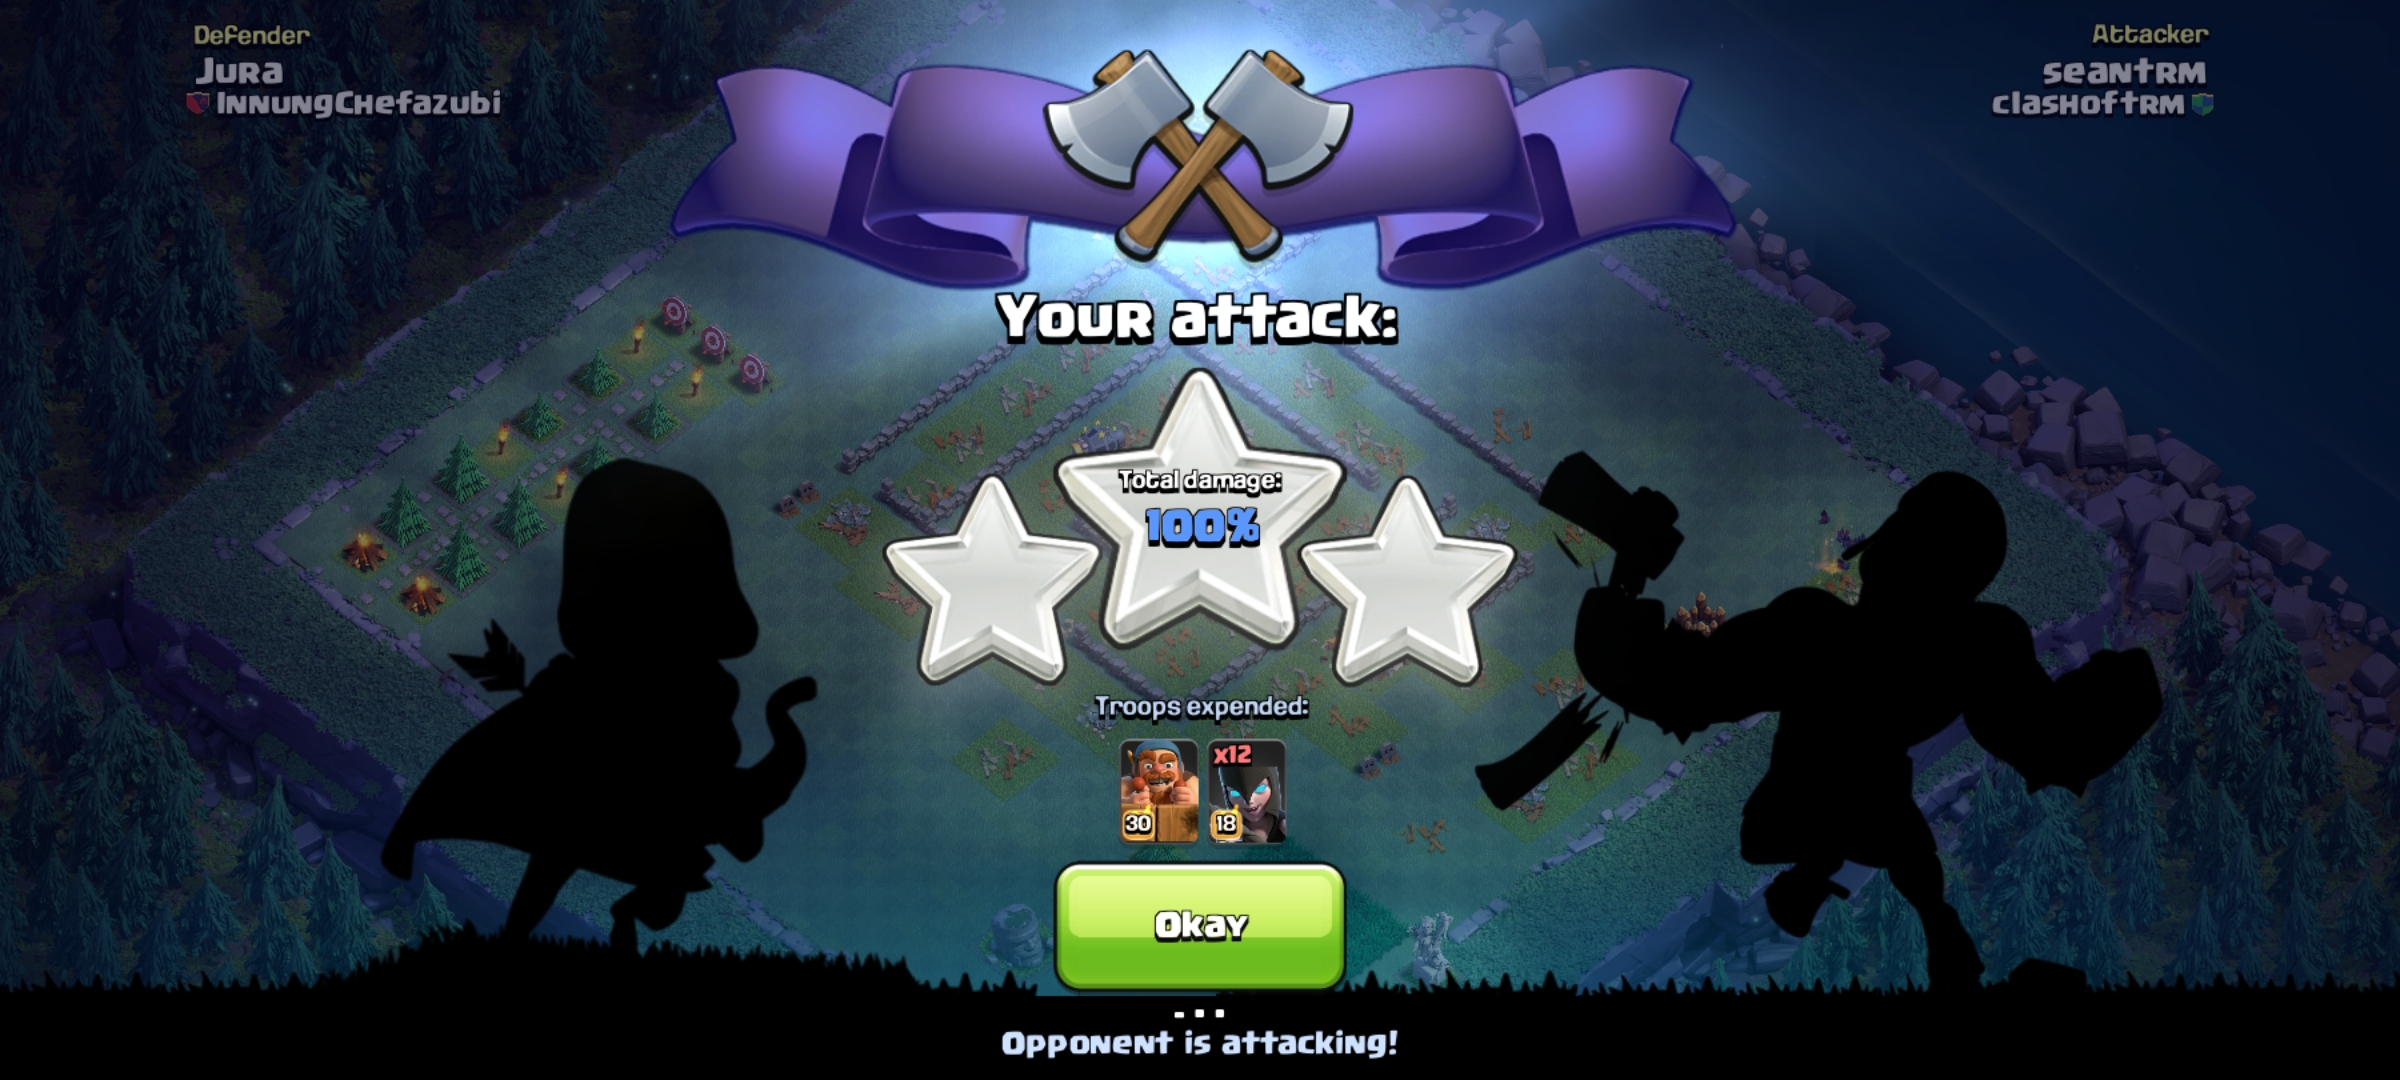 Defender
Jura
InnungChefazubi
Attacker
seantrm
clashoftrm
Your attack:
Total damage:
100%
Troops expended:
30
x12
18
Okay
Opponent is attacking!